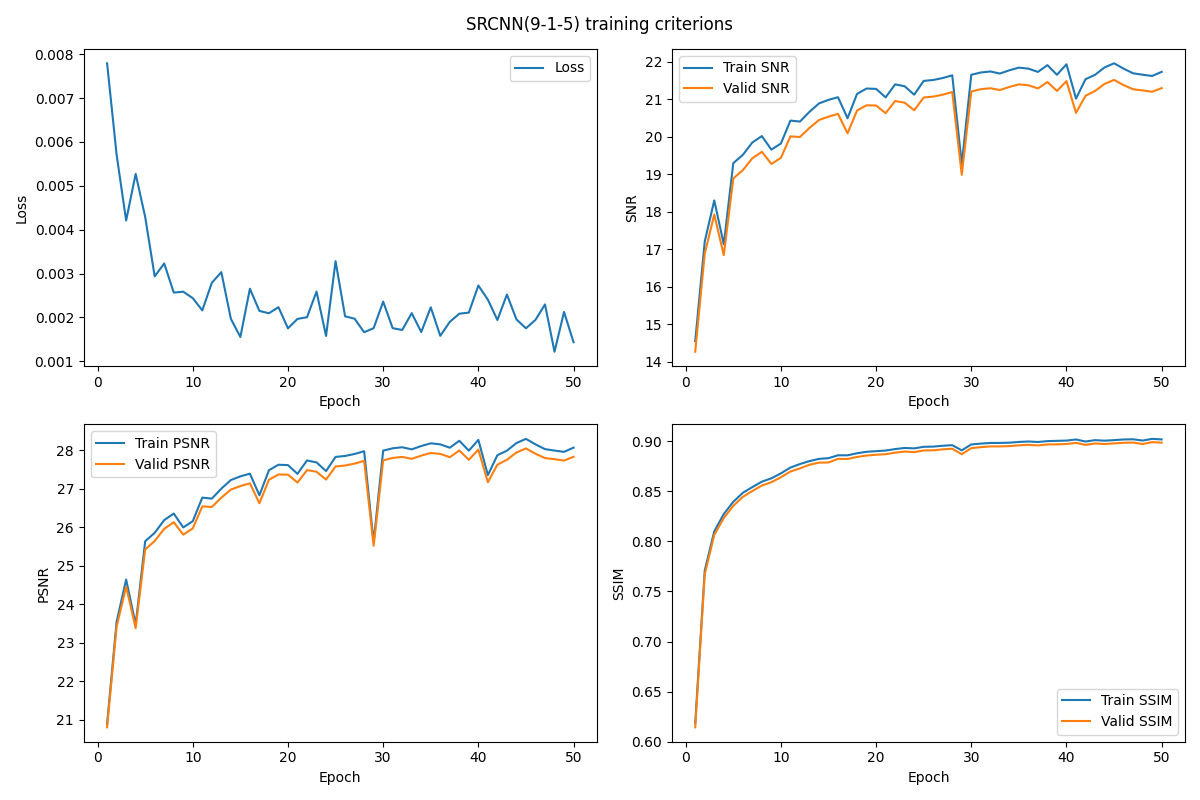 SRCNN(9-1-5) training criterions
0.008
0.007
0.006
0.005
0.004
0.003
0.002
0.001
Loss
Loss
0 10 20 30 40 50
Epoch
22
21
20
19
18
17
16
15
14
SNR
Train SNR
Valid SNR
0 10 20 30 40 50
Epoch
28
27
26
25
24
23
22
21
PSNR
Train PSNR
Valid PSNR
0 10 20 30 40 50
Epoch
0.90
0.85
0.80
0.75
0.70
0.65
0.60
SSIM
Train SSIM
Valid SSIM
0 10 20 30 40 50
Epoch